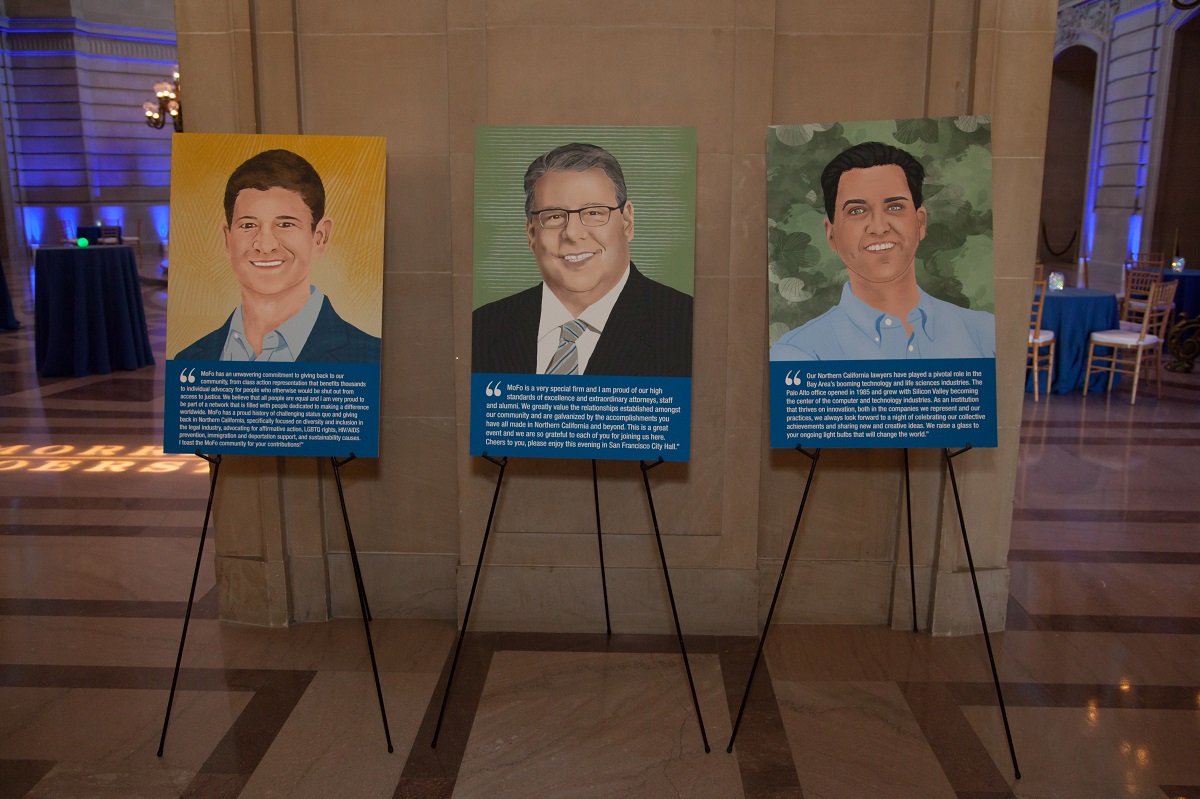 “ MoFo has an unwavering commitment to giving back to our
community, from class action representation that benefits thousands
to individual advocacy for people who otherwise would be shut out from
access to justice. We believe that all people are equal and I am very proud to
be part of a network that is filled with people dedicated to making a difference
worldwide. MoFo has a proud history of challenging status quo and giving
back in Northern California, specifically focused on diversity and inclusion in
the legal industry, advocating for affirmative action, LGBTQ rights, HIV/AIDS
prevention, immigration and deportation support, and sustainability causes.
I toast the MoFo community for your contributions!”
“ MoFo is a very special firm and I am proud of our high
standards of excellence and extraordinary attorneys, staff
and alumni. We greatly value the relationships established amongst
our community and are galvanized by the accomplishments you
have all made in Northern California and beyond. This is a great
event and we are so grateful to each of you for joining us here.
Cheers to you, please enjoy this evening in San Francisco City Hall.”
“ Our Northern California lawyers have played a pivotal role in the
Bay Area's booming technology and life sciences industries. The
Palo Alto office opened in 1985 and grew with Silicon Valley becoming
the center of the computer and technology industries. As an institution
that thrives on innovation, both in the companies we represent and our
practices, we always look forward to a night of celebrating our collective
achievements and sharing new and creative ideas. We raise a glass to
your ongoing light bulbs that will change the world.”